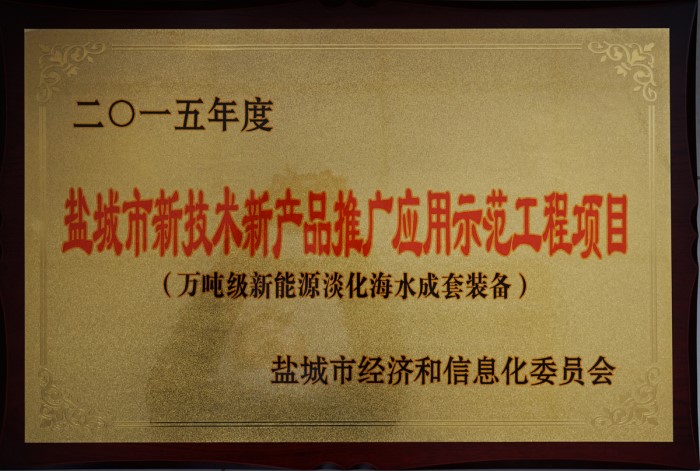 二〇一五年度
盐城市新技术新产品推广应用示范工程项目
（万吨级新能源淡化海水成套装备）
盐城市经济和信息化委员会